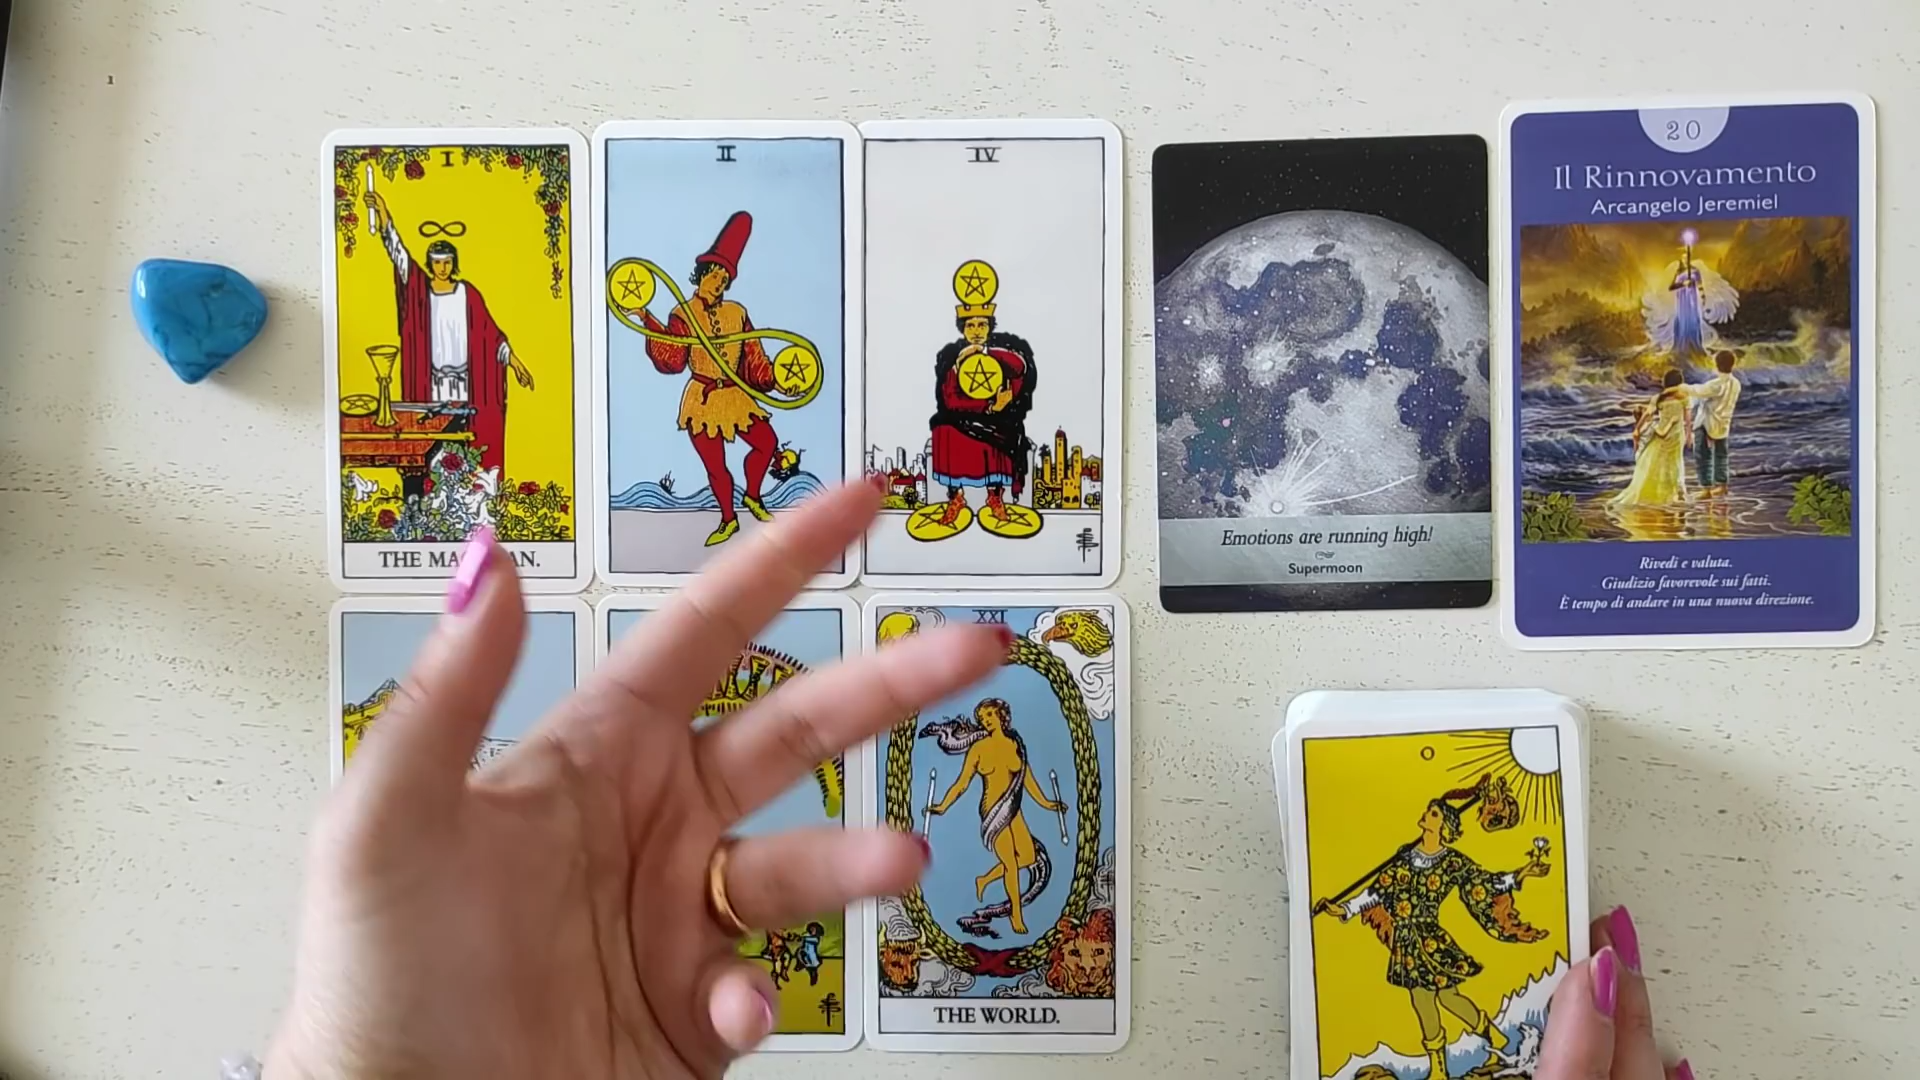 I
II
IV
THE MA AN.
Emotions are running high!
Supermoon
20
Il Rinnovamento
Arcangelo Jeremiel
Rivedi e valuta.
Giudizio favorevole sui fatti.
È tempo di andare in una nuova direzione.
XXI
THE WORLD.
0